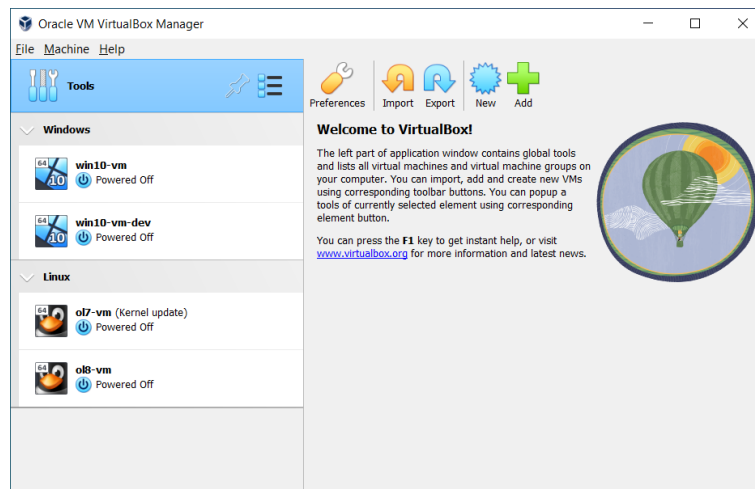 Oracle VM VirtualBox Manager
File Machine Help
Tools
Preferences Import Export New Add
Windows
64 10 win10-vm
Powered Off
64 10 win10-vm-dev
Powered Off
Linux
64 ol7-vm (Kernel update)
Powered Off
64 ol8-vm
Powered Off
Welcome to VirtualBox!
The left part of application window contains global tools
and lists all virtual machines and virtual machine groups on
your computer. You can import, add and create new VMs
using corresponding toolbar buttons. You can popup a
tools of currently selected element using corresponding
element button.
You can press the F1 key to get instant help, or visit
www.virtualbox.org for more information and latest news.